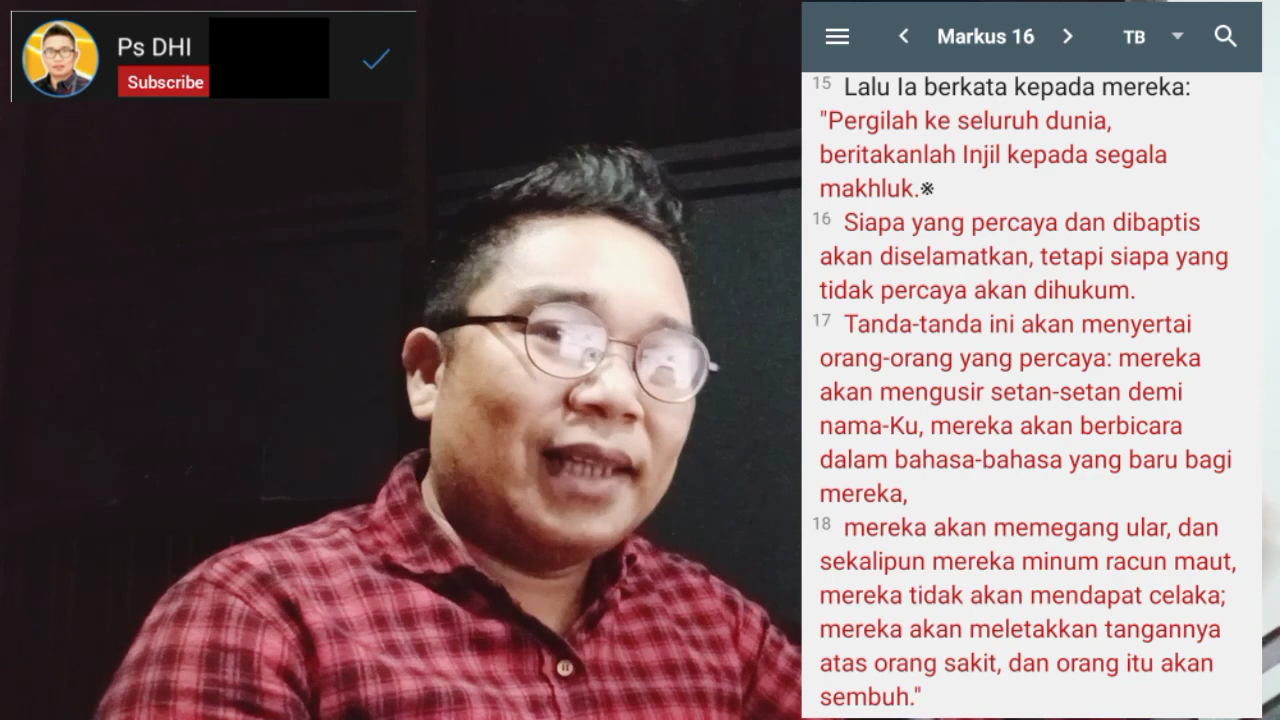 Ps DHI
Subscribe
Markus 16
TB
15 Lalu Ia berkata kepada mereka:
"Pergilah ke seluruh dunia,
beritakanlah Injil kepada segala
makhluk.※
16 Siapa yang percaya dan dibaptis
akan diselamatkan, tetapi siapa yang
tidak percaya akan dihukum.
17 Tanda-tanda ini akan menyertai
orang-orang yang percaya: mereka
akan mengusir setan-setan demi
nama-Ku, mereka akan berbicara
dalam bahasa-bahasa yang baru bagi
mereka,
18 mereka akan memegang ular, dan
sekalipun mereka minum racun maut,
mereka tidak akan mendapat celaka;
mereka akan meletakkan tangannya
atas orang sakit, dan orang itu akan
sembuh."